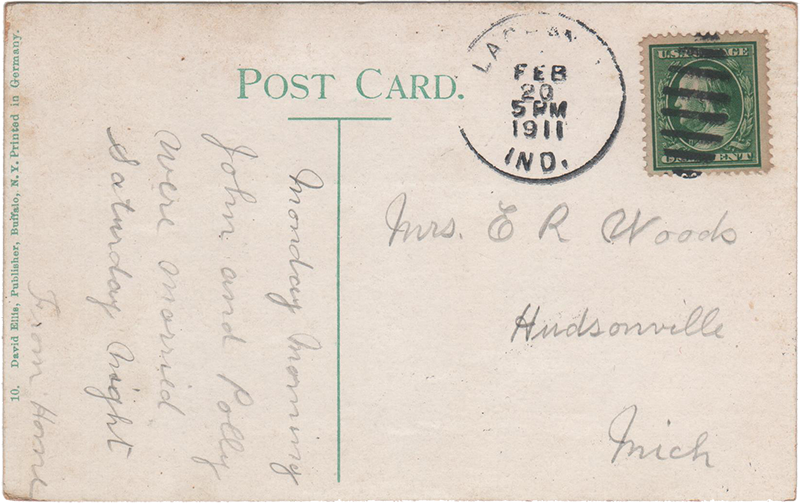 POST CARD.
FEB
20
5 PM
1911
IND.
U.S. POSTAGE
Monday Morning
John and Polly
were married
Saturday night
From Home
Mrs. E R Woods
Hudsonville
Mich
10. David Ellis, Publisher, Buffalo, N.Y. Printed in Germany.